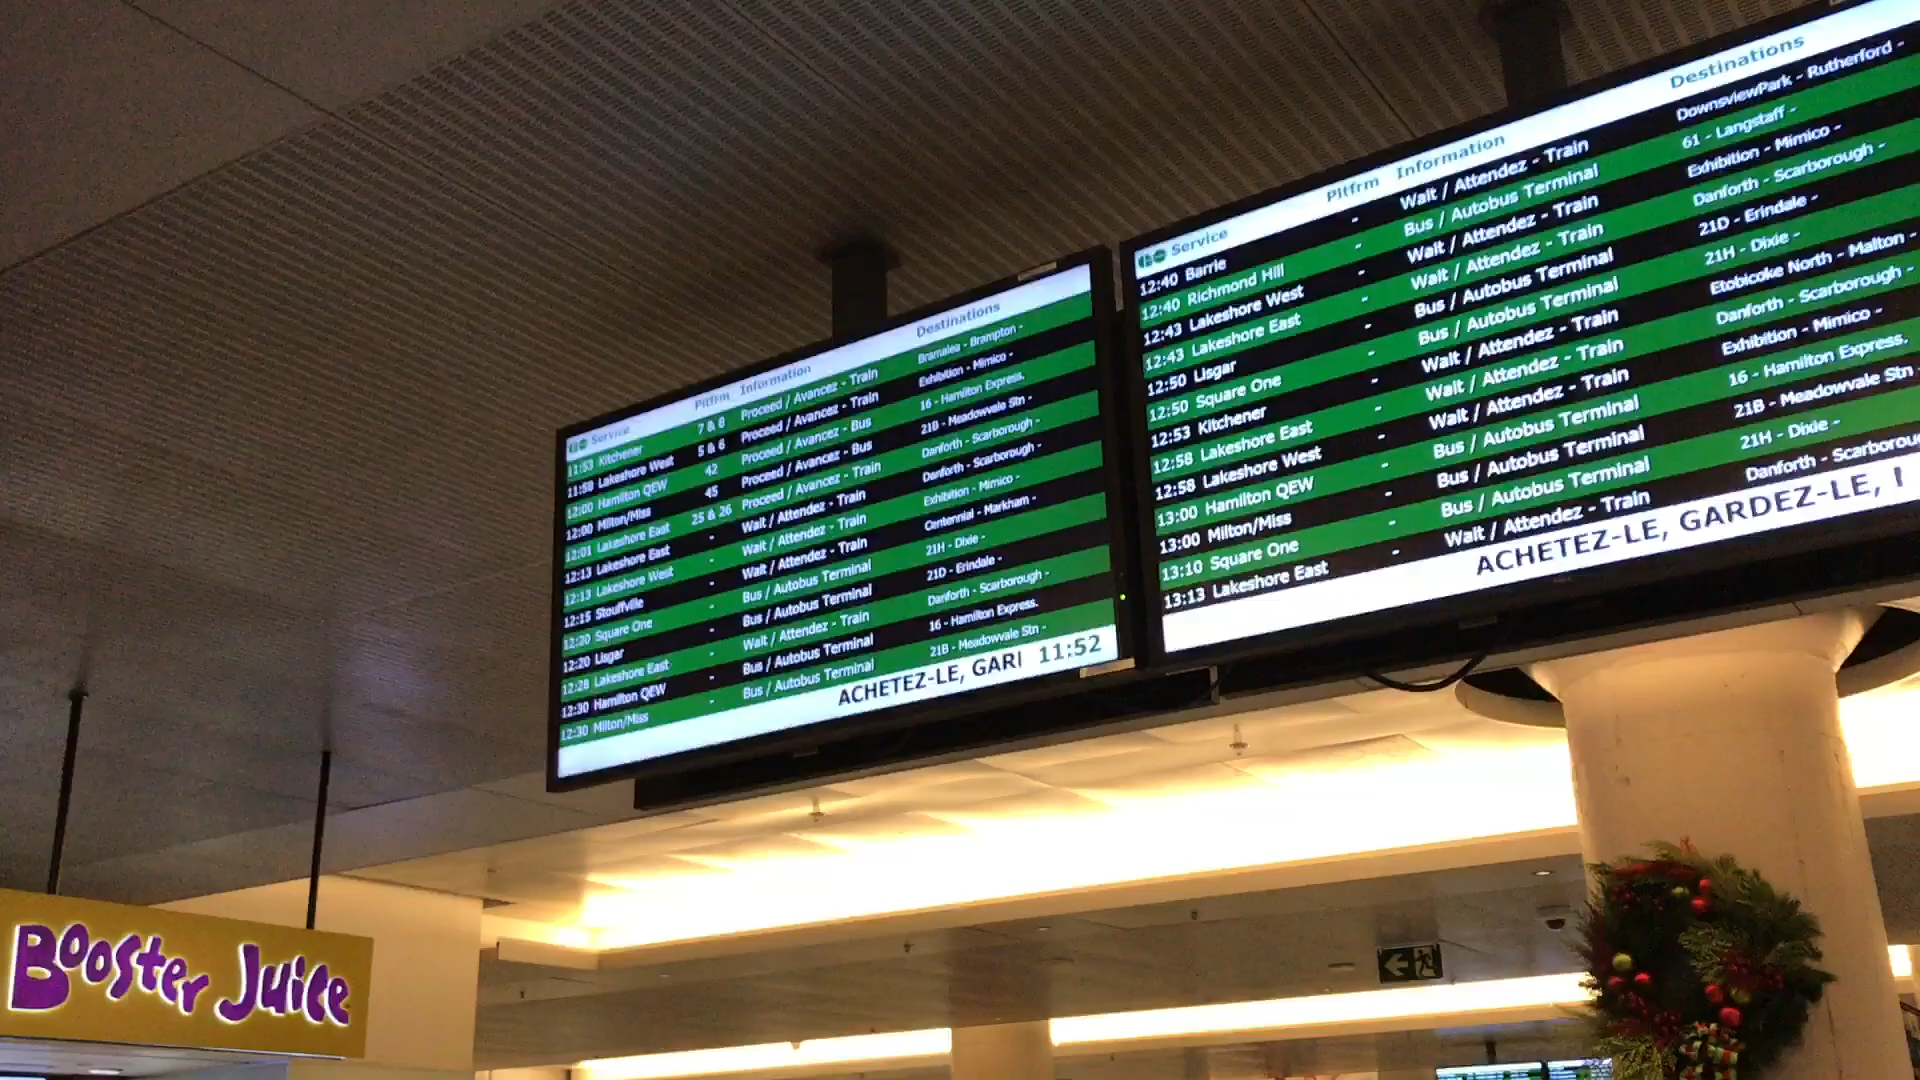 GO Service Pltfrm Information Destinations
11:53 Kitchener 7 & 8 Proceed / Avancez - Train Bramalea - Brampton -
11:58 Lakeshore West 5 & 6 Proceed / Avancez - Train Exhibition - Mimico -
12:00 Hamilton QEW 42 Proceed / Avancez - Bus 16 - Hamilton Express.
12:00 Milton/Miss 45 Proceed / Avancez - Bus 21B - Meadowvale Stn -
12:01 Lakeshore East 25 & 26 Proceed / Avancez - Train Danforth - Scarborough -
12:13 Lakeshore East - Wait / Attendez - Train Danforth - Scarborough -
12:13 Lakeshore West - Wait / Attendez - Train Exhibition - Mimico -
12:15 Stouffville - Wait / Attendez - Train Centennial - Markham -
12:20 Square One - Bus / Autobus Terminal 21H - Dixie -
12:20 Lisgar - Bus / Autobus Terminal 21D - Erindale -
12:28 Lakeshore East - Wait / Attendez - Train Danforth - Scarborough -
12:30 Hamilton QEW - Bus / Autobus Terminal 16 - Hamilton Express.
12:30 Milton/Miss - Bus / Autobus Terminal 21B - Meadowvale Stn -
ACHETEZ-LE, GARI 11:52
GO Service Pltfrm Information Destinations
12:40 Barrie - Wait / Attendez - Train DownsviewPark - Rutherford -
12:40 Richmond Hill - Bus / Autobus Terminal 61 - Langstaff -
12:43 Lakeshore West - Wait / Attendez - Train Exhibition - Mimico -
12:43 Lakeshore East - Wait / Attendez - Train Danforth - Scarborough -
12:50 Lisgar - Bus / Autobus Terminal 21D - Erindale -
12:50 Square One - Bus / Autobus Terminal 21H - Dixie -
12:53 Kitchener - Wait / Attendez - Train Etobicoke North - Malton -
12:58 Lakeshore East - Wait / Attendez - Train Danforth - Scarborough -
12:58 Lakeshore West - Wait / Attendez - Train Exhibition - Mimico -
13:00 Hamilton QEW - Bus / Autobus Terminal 16 - Hamilton Express.
13:00 Milton/Miss - Bus / Autobus Terminal 21B - Meadowvale Stn -
13:10 Square One - Bus / Autobus Terminal 21H - Dixie -
13:13 Lakeshore East - Wait / Attendez - Train Danforth - Scarborou
ACHETEZ-LE, GARDEZ-LE, I
Booster Juice